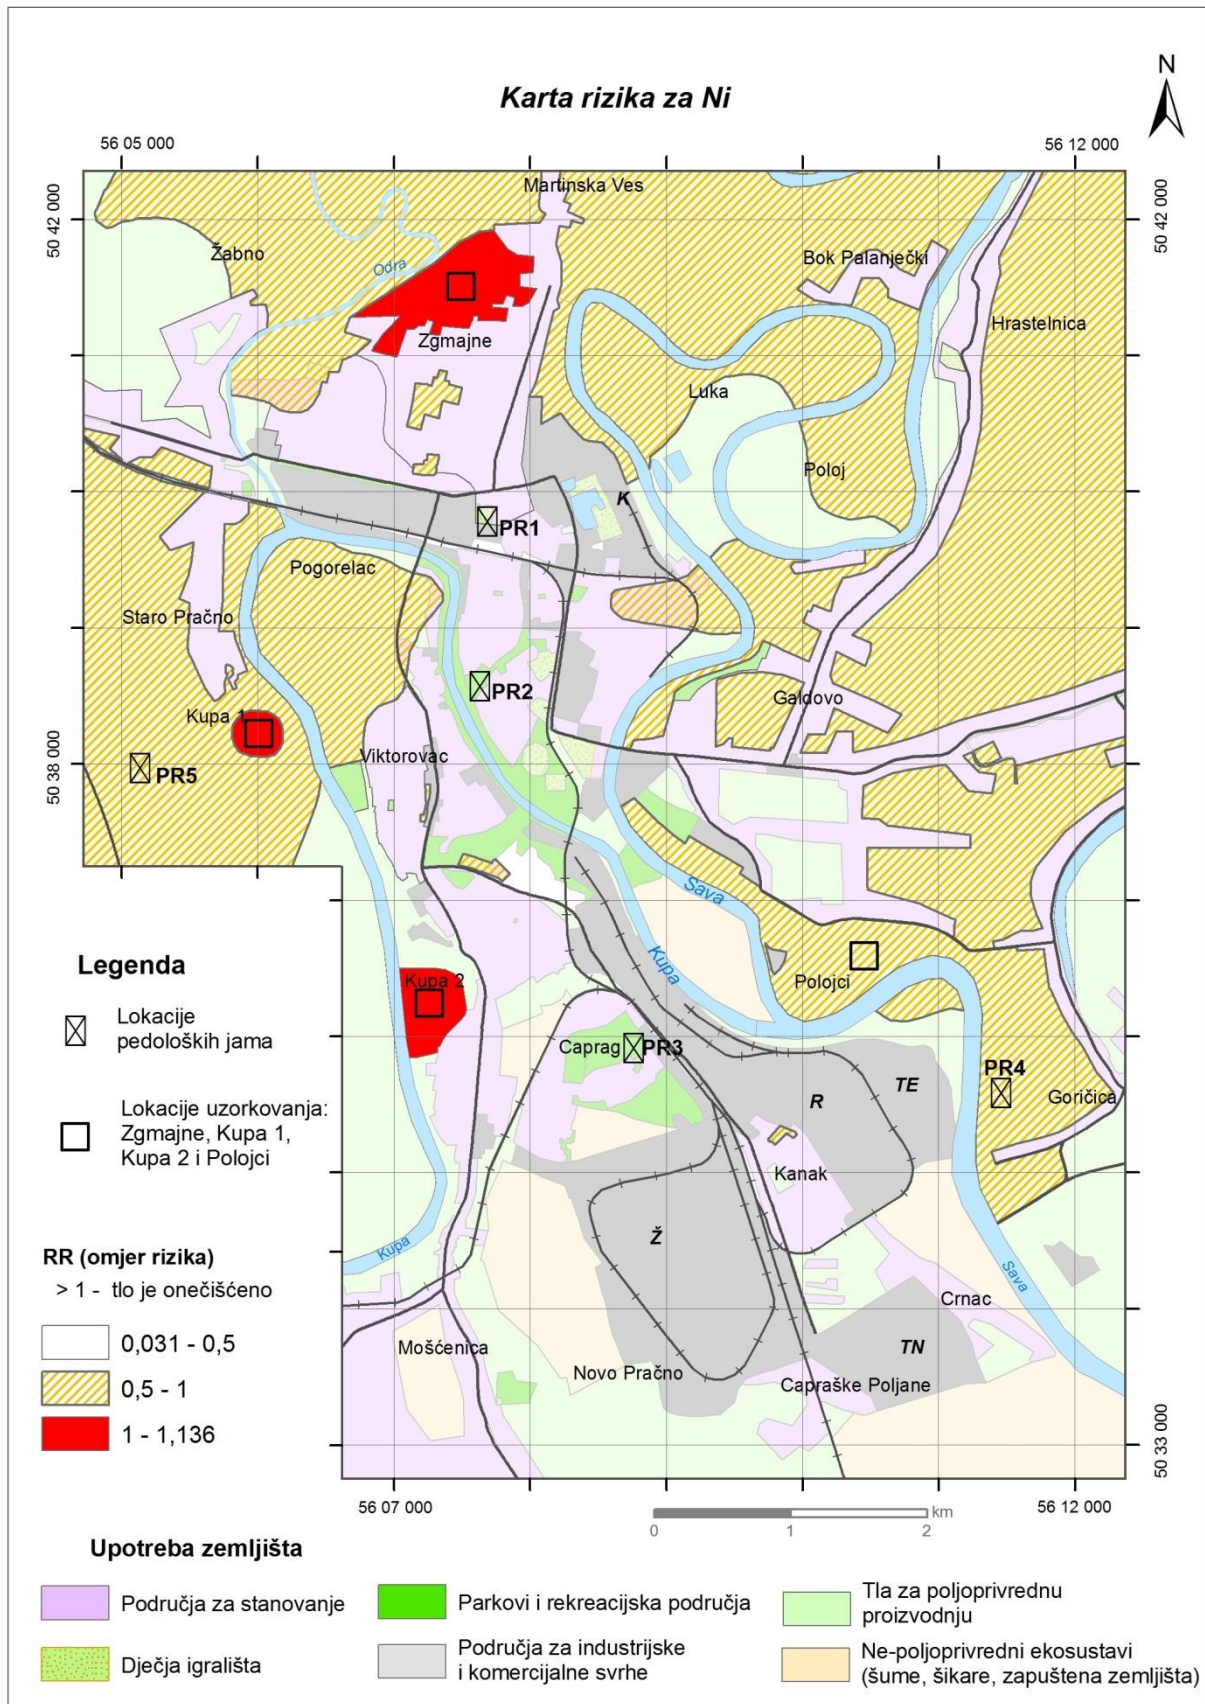 N
Karta rizika za Ni
56 05 000
56 12 000
50 42 000
50 42 000
Martinska Ves
Žabno
Odra
Bok Palanječki
Zgmajne
Hrastelnica
Luka
Poloj
K
PR1
Pogorelac
Staro Pračno
PR2
Galdovo
Kupa 1
Viktorovac
PR5
50 38 000
50 38 000
Sava
Kupa
Polojci
Kupa 2
Caprag
PR3
PR4
TE
R
Goričica
Kanak
Ž
Kupa
Sava
Crnac
Mošćenica
TN
Novo Pračno
Capraške Poljane
50 33 000
56 07 000
56 12 000
km
0 1 2
Legenda
Lokacije
pedoloških jama
Lokacije uzorkovanja:
Zgmajne, Kupa 1,
Kupa 2 i Polojci
RR (omjer rizika)
> 1 - tlo je onečišćeno
0,031 - 0,5
0,5 - 1
1 - 1,136
Upotreba zemljišta
Područja za stanovanje
Dječja igrališta
Parkovi i rekreacijska područja
Područja za industrijske
i komercijalne svrhe
Tla za poljoprivrednu
proizvodnju
Ne-poljoprivredni ekosustavi
(šume, šikare, zapuštena zemljišta)